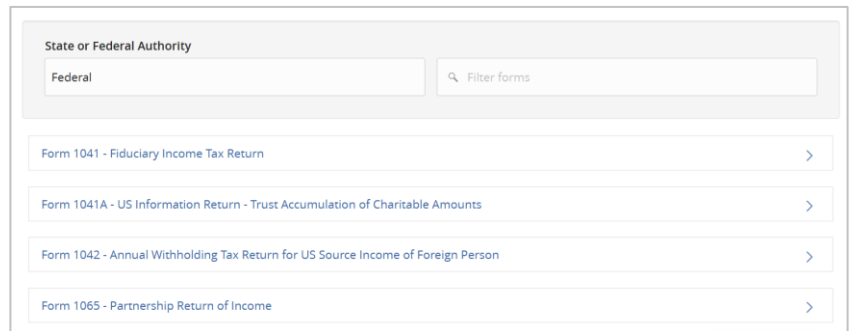 State or Federal Authority
Federal
Filter forms
Form 1041 - Fiduciary Income Tax Return
Form 1041A - US Information Return - Trust Accumulation of Charitable Amounts
Form 1042 - Annual Withholding Tax Return for US Source Income of Foreign Person
Form 1065 - Partnership Return of Income